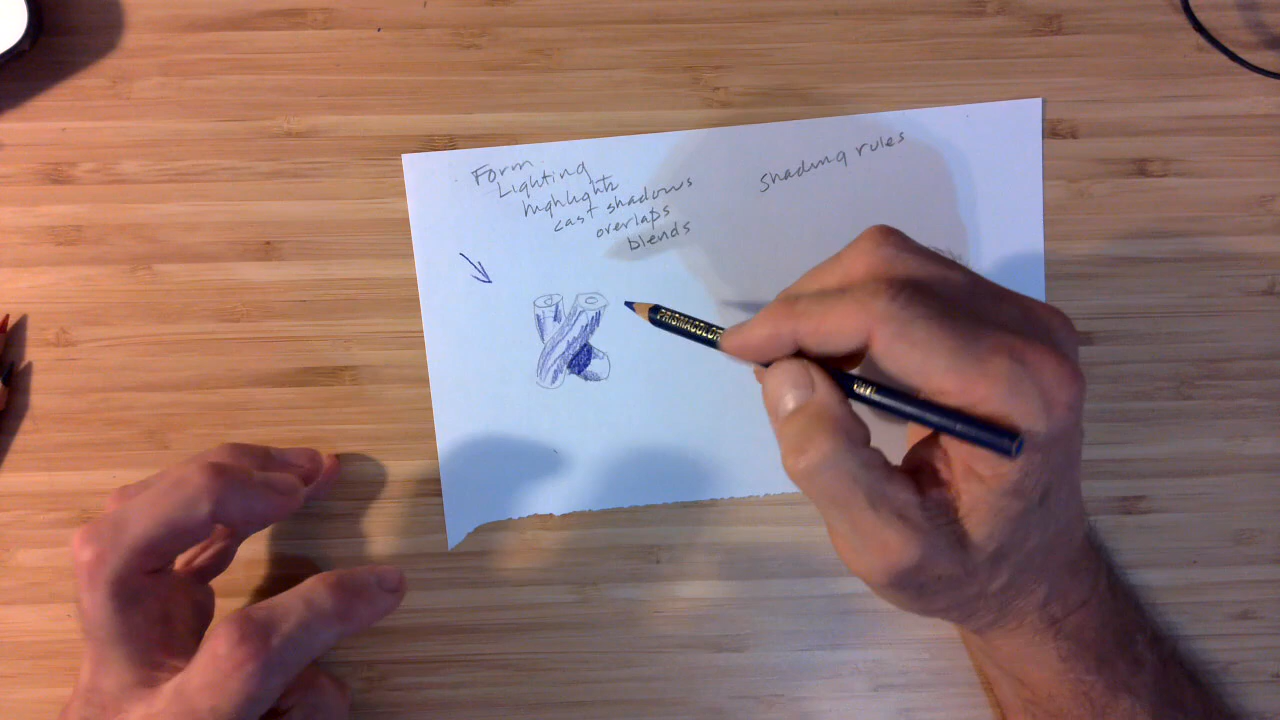 Form
Lighting
highlights
cast shadows
overlaps
blends
Shading rules
PRISMACOLOR